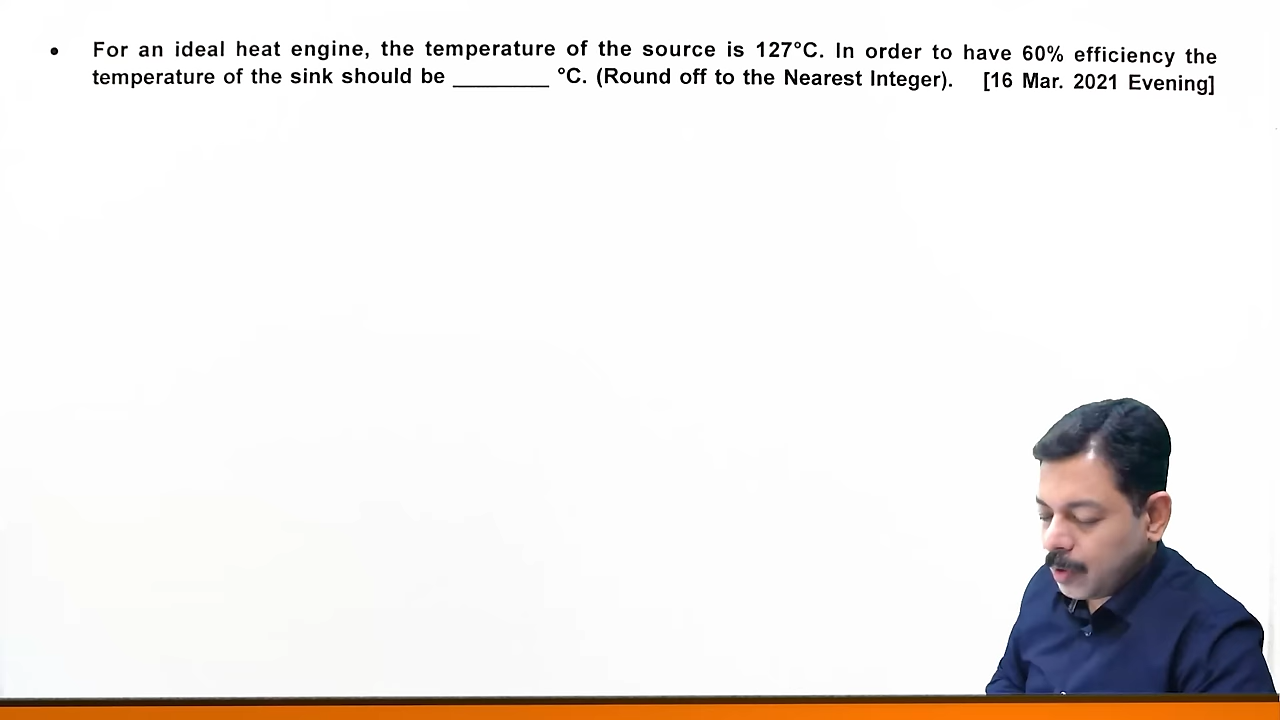 • For an ideal heat engine, the temperature of the source is 127°C. In order to have 60% efficiency the
temperature of the sink should be ________ °C. (Round off to the Nearest Integer). [16 Mar. 2021 Evening]